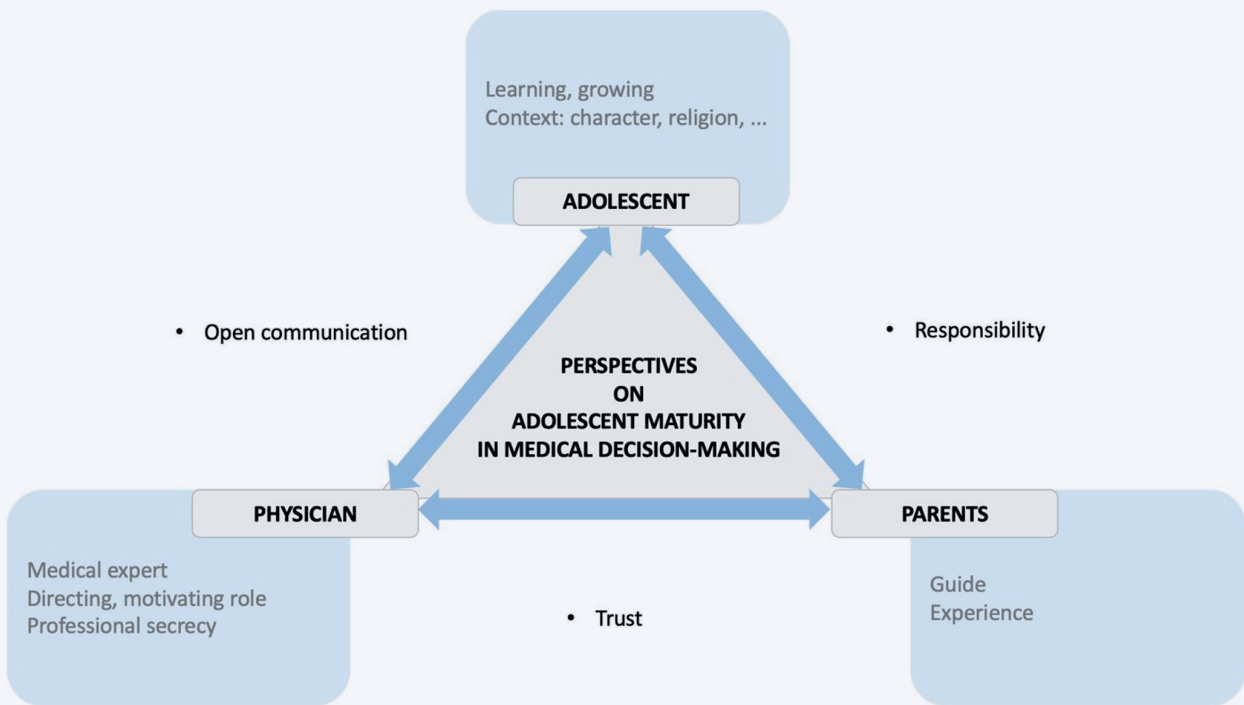 Learning, growing
Context: character, religion, ...
ADOLESCENT
• Open communication
• Responsibility
PERSPECTIVES
ON
ADOLESCENT MATURITY
IN MEDICAL DECISION-MAKING
PHYSICIAN
PARENTS
Medical expert
Directing, motivating role
Professional secrecy
Guide
Experience
• Trust